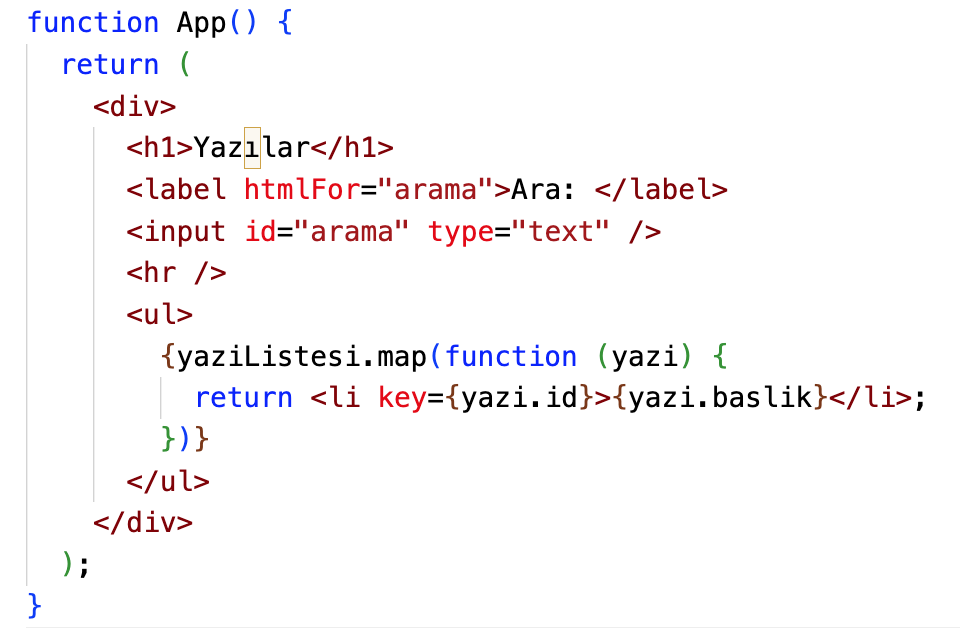 function App() {
return (
<div>
<h1>Yazılar</h1>
<label htmlFor="arama">Ara: </label>
<input id="arama" type="text" />
<hr />
<ul>
{yaziListesi.map(function (yazi) {
return <li key={yazi.id}>{yazi.baslik}</li>;
})}
</ul>
</div>
);
}